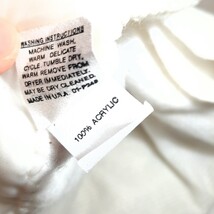 WASHING INSTRUCTIONS
MACHINE WASH,
WARM DELICATE
CYCLE TUMBLE DRY,
WARM REMOVE FROM
DRYER IMMEDIATELY.
MAY BE DRY CLEANED.
MADE IN U.S.A.
100% ACRYLIC